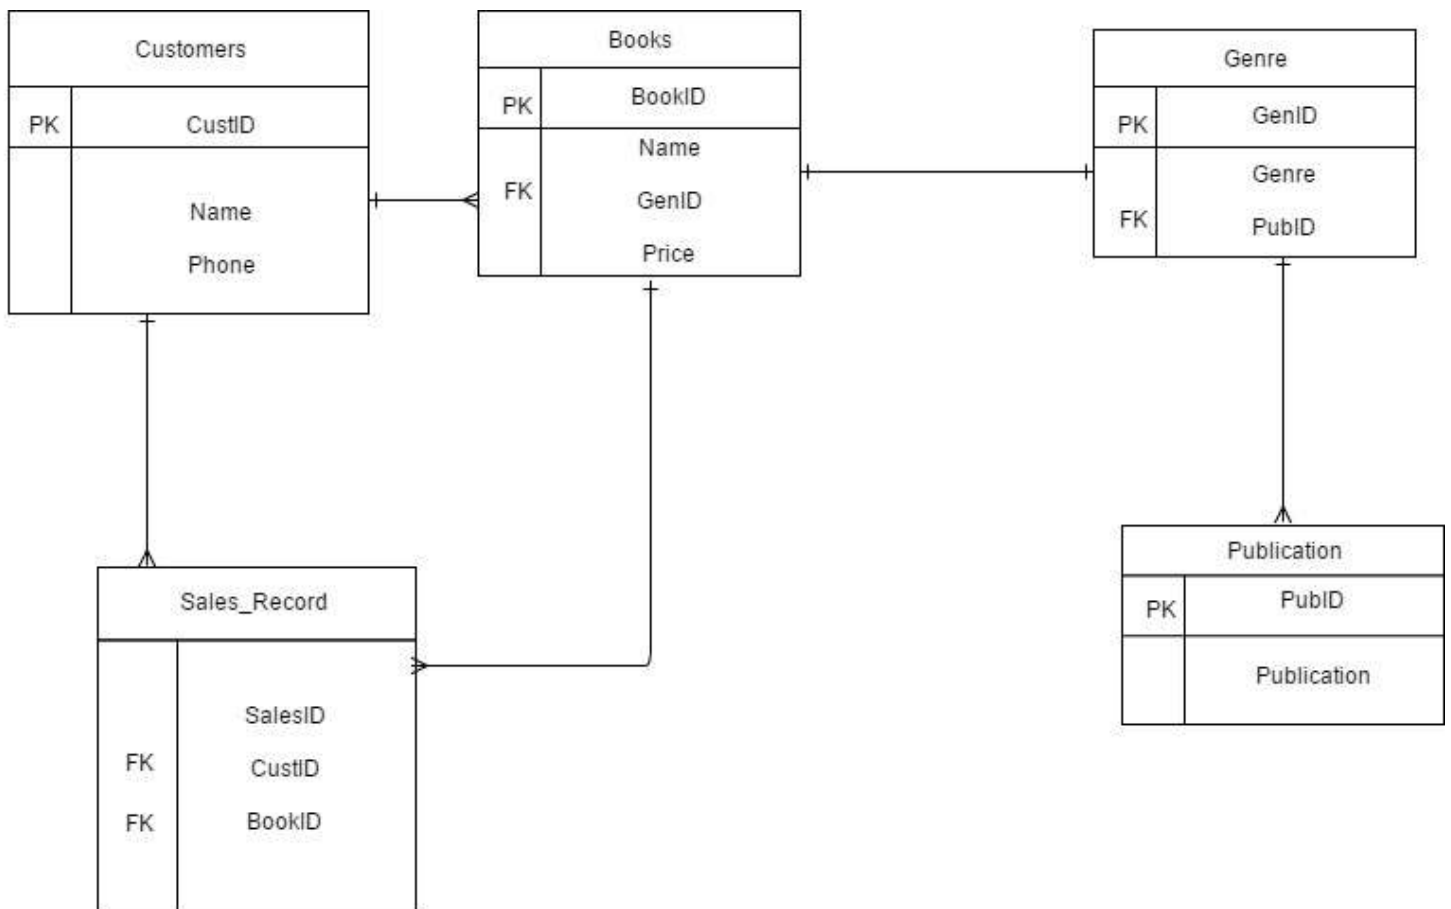 Customers
PK CustID
Name
Phone
Books
PK BookID
Name
FK GenID
Price
Genre
PK GenID
Genre
FK PubID
Sales_Record
SalesID
FK CustID
FK BookID
Publication
PK PubID
Publication